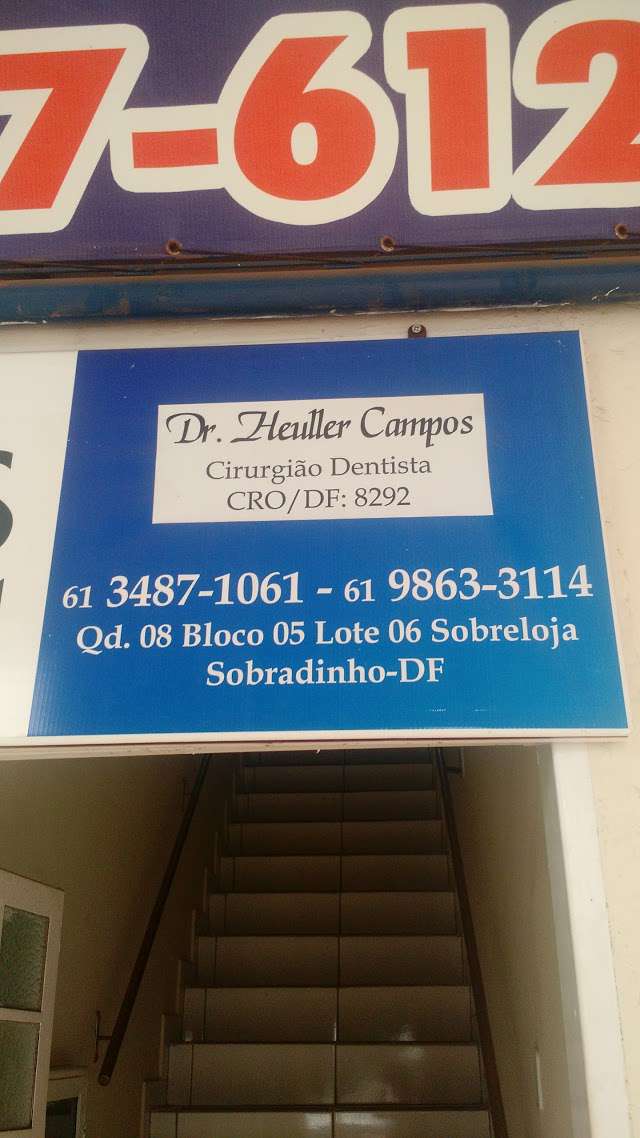 7-612
Dr. Heuller Campos
Cirurgião Dentista
CRO/DF: 8292
61 3487-1061 - 61 9863-3114
Qd. 08 Bloco 05 Lote 06 Sobreloja
Sobradinho-DF